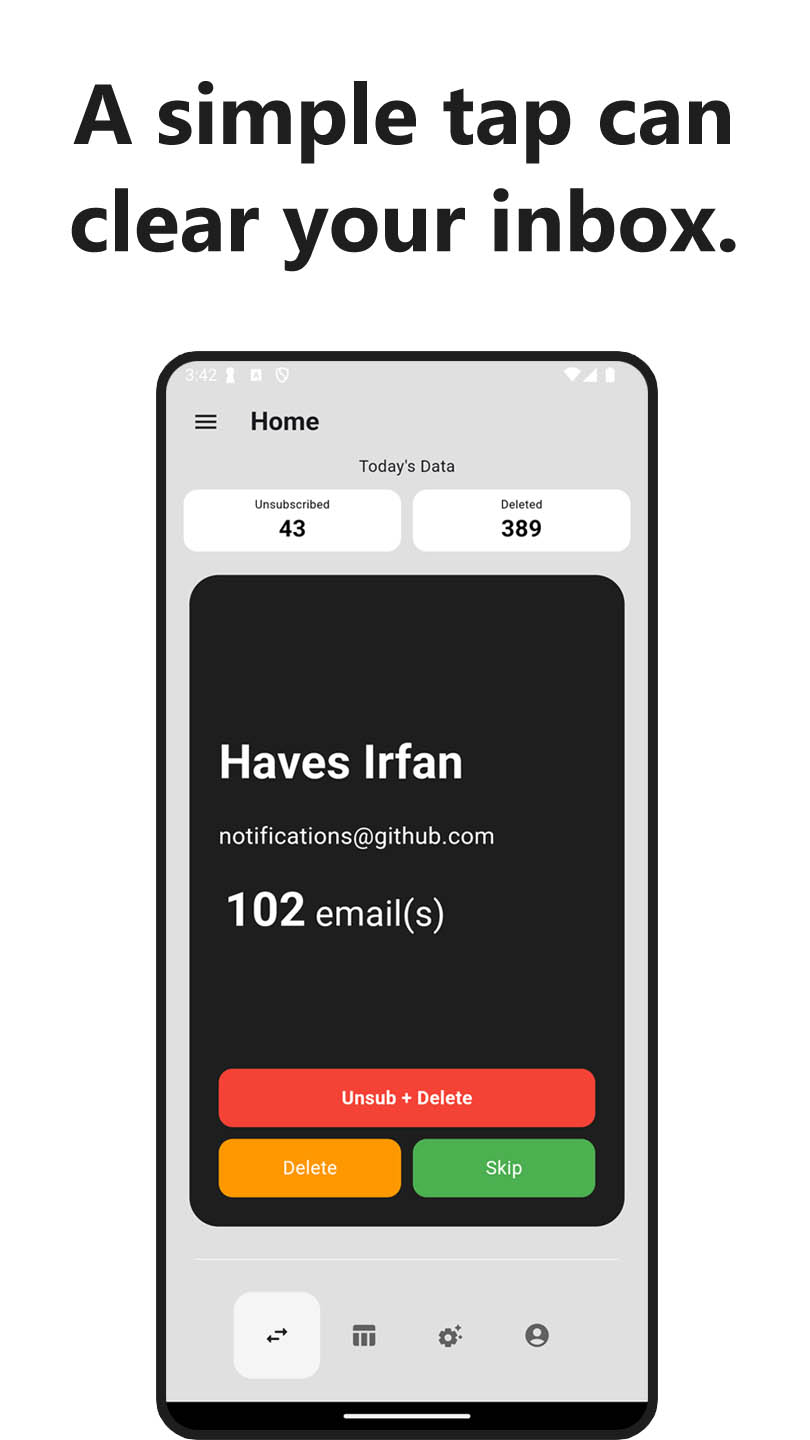 A simple tap can
clear your inbox.
3:42
Home
Today's Data
Unsubscribed
Deleted
43
389
Haves Irfan
notifications@github.com
102 email(s)
Unsub + Delete
Delete
Skip